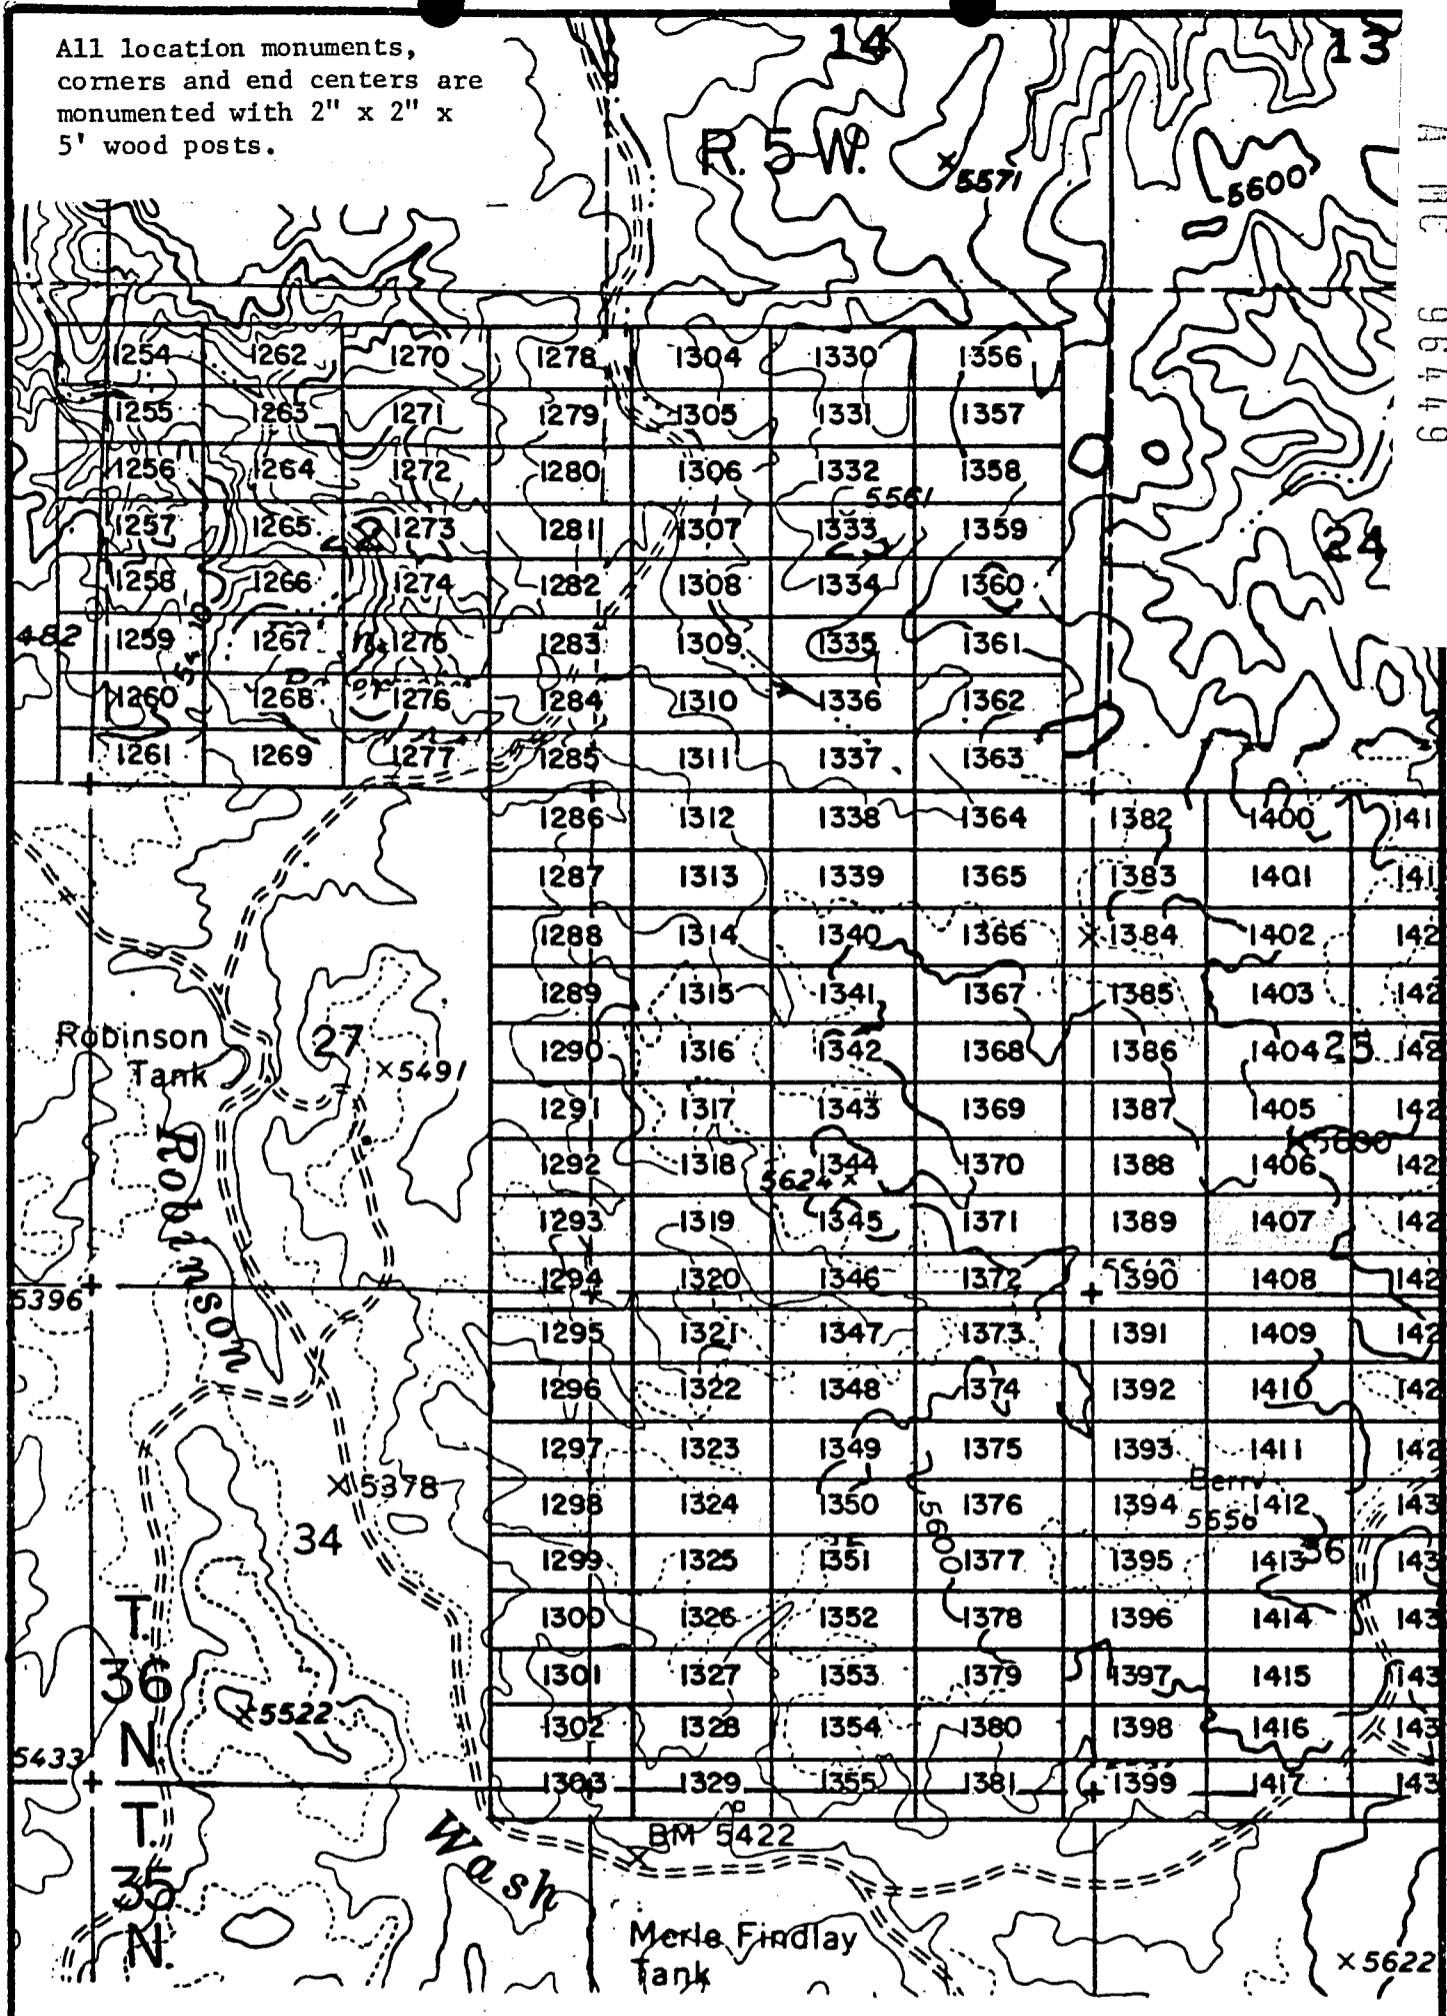 All location monuments,
corners and end centers are
monumented with 2" x 2" x
5' wood posts.
14
13
R. 5 W.
5571
5600
96449
1254 1262 1270 1278 1304 1330 1356
1255 1263 1271 1279 1305 1331 1357
1256 1264 1272 1280 1306 1332 1358
5561
1257 1265 1273 1281 1307 1333 1359
24
1258 1266 1274 1282 1308 1334 1360
482 1259 1267 1275 1283 1309 1335 1361
1260 1268 1276 1284 1310 1336 1362
1261 1269 1277 1285 1311 1337 1363
1286 1312 1338 1364 1382 1400
1287 1313 1339 1365 1383 1401
1288 1314 1340 1366 1384 1402
1289 1315 1341 1367 1385 1403
Robinson
Tank
27
5491
1290 1316 1342 1368 1386 1404 25
1291 1317 1343 1369 1387 1405
1292 1318 1344 1370 1388 1406
5624
1293 1319 1345 1371 1389 1407
Robinson
5396
1294 1320 1346 1372 1390 1408
1295 1321 1347 1373 1391 1409
1296 1322 1348 1374 1392 1410
1297 1323 1349 1375 1393 1411
5378
1298 1324 1350 1376 1394 1412
5600
34
1299 1325 1351 1377 1395 1413 36
1300 1326 1352 1378 1396 1414
T.
36
N.
1301 1327 1353 1379 1397 1415
5522
1302 1328 1354 1380 1398 1416
5433
1303 1329 1355 1381 1399 1417
T.
35
N.
Wash
BM 5422
Merle Findlay
Tank
5622